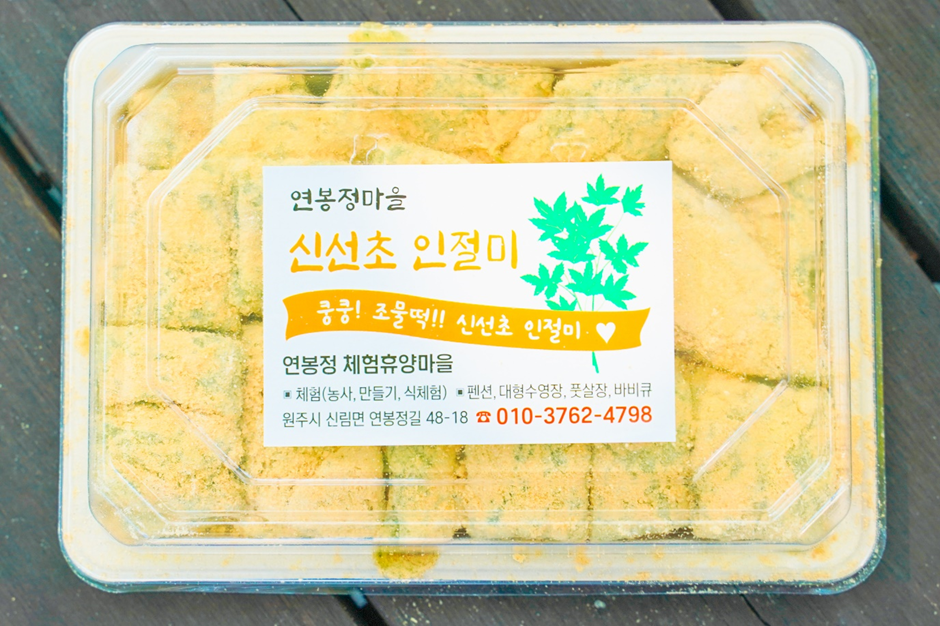 연봉정마을
신선초 인절미
쿵쿵! 조물떡!! 신선초 인절미 ♥
연봉정 체험휴양마을
▣ 체험(농사, 만들기, 식체험) ▣ 펜션, 대형수영장, 풋살장, 바비큐
원주시 신림면 연봉정길 48-18 ☎ 010-3762-4798